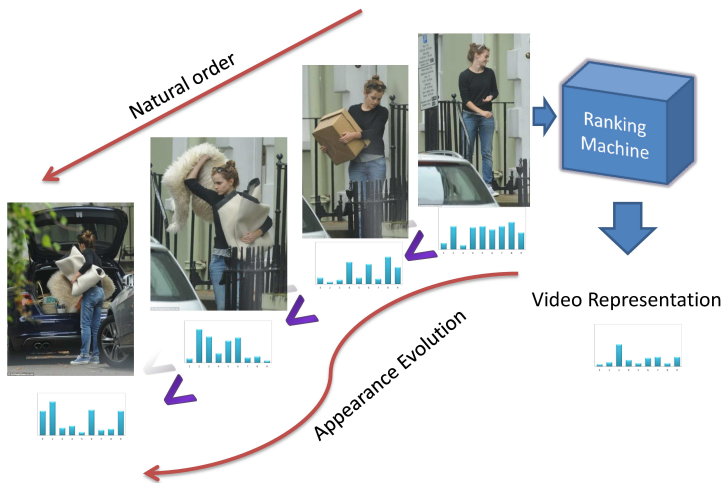 Natural order
Ranking
Machine
Video Representation
Appearance Evolution